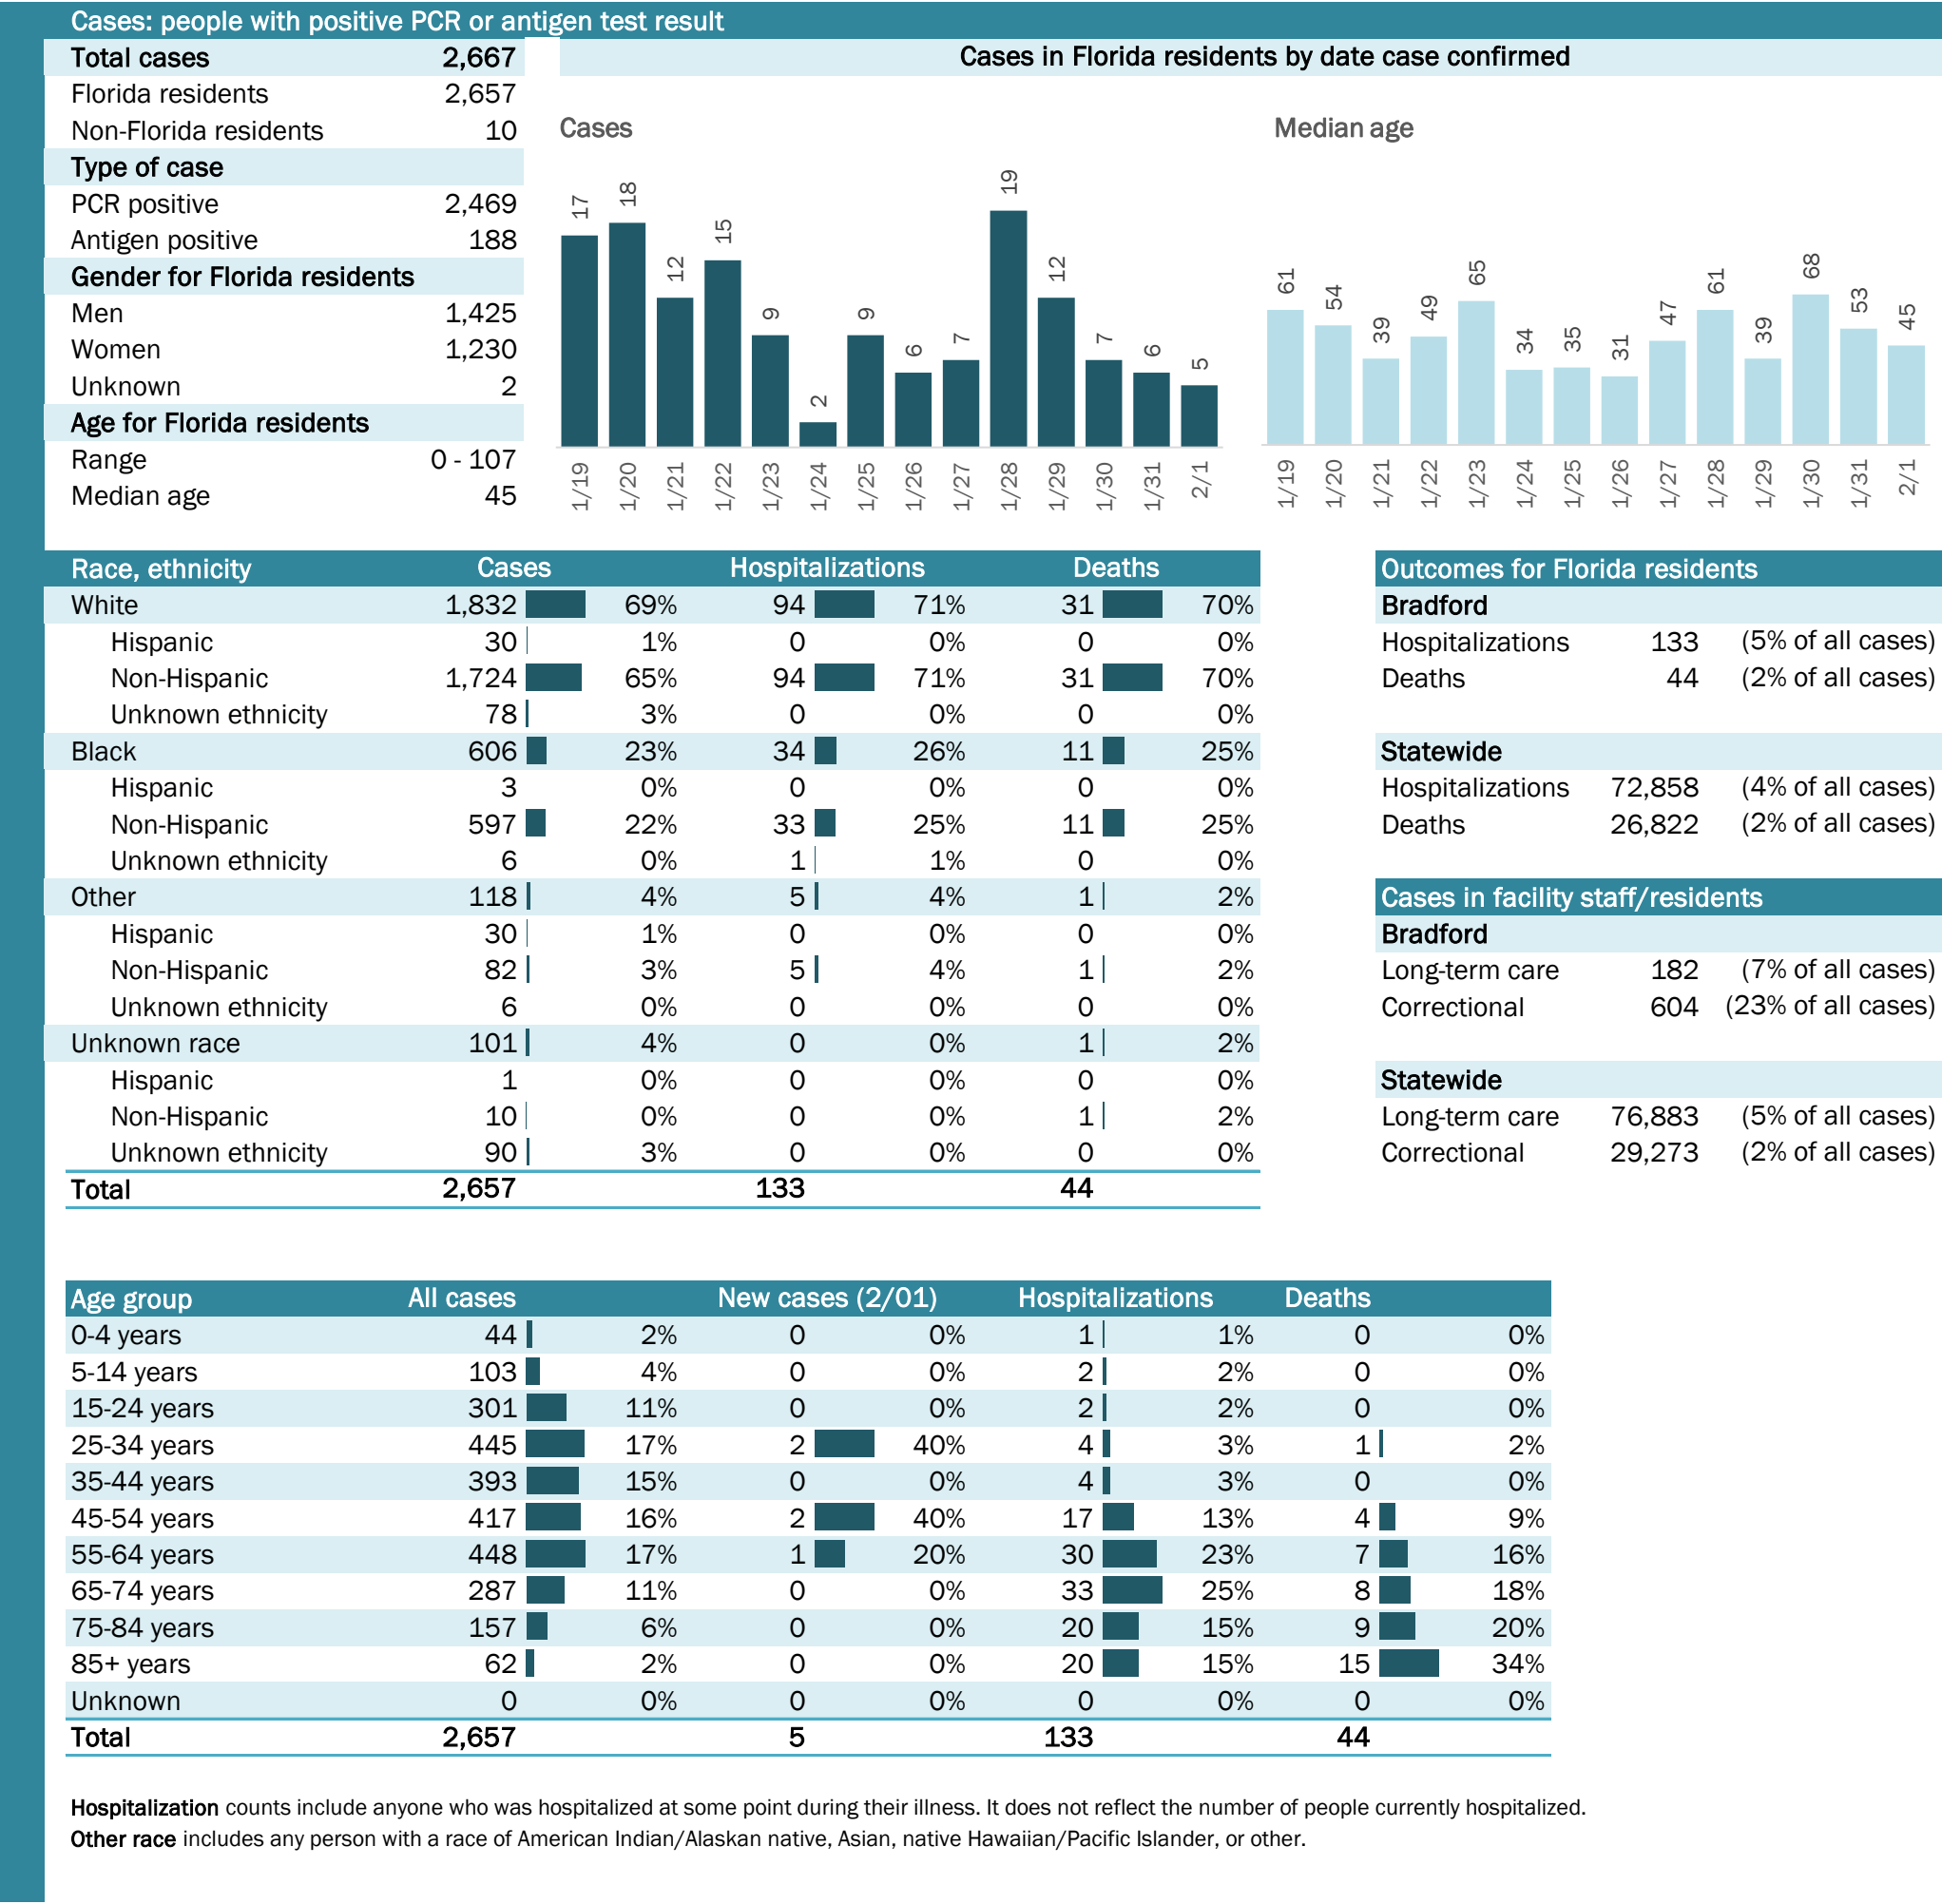 Cases: people with positive PCR or antigen test result
Total cases 2,667
Florida residents 2,657
Non-Florida residents 10
Type of case
PCR positive 2,469
Antigen positive 188
Gender for Florida residents
Men 1,425
Women 1,230
Unknown 2
Age for Florida residents
Range 0 - 107
Median age 45
Cases in Florida residents by date case confirmed
Cases
17 18 12 15 9 2 9 6 7 19 12 7 6 5
1/19 1/20 1/21 1/22 1/23 1/24 1/25 1/26 1/27 1/28 1/29 1/30 1/31 2/1
Median age
61 54 39 49 65 34 35 31 47 61 39 68 53 45
1/19 1/20 1/21 1/22 1/23 1/24 1/25 1/26 1/27 1/28 1/29 1/30 1/31 2/1
Race, ethnicity Cases Hospitalizations Deaths
White 1,832 69% 94 71% 31 70%
Hispanic 30 1% 0 0% 0 0%
Non-Hispanic 1,724 65% 94 71% 31 70%
Unknown ethnicity 78 3% 0 0% 0 0%
Black 606 23% 34 26% 11 25%
Hispanic 3 0% 0 0% 0 0%
Non-Hispanic 597 22% 33 25% 11 25%
Unknown ethnicity 6 0% 1 1% 0 0%
Other 118 4% 5 4% 1 2%
Hispanic 30 1% 0 0% 0 0%
Non-Hispanic 82 3% 5 4% 1 2%
Unknown ethnicity 6 0% 0 0% 0 0%
Unknown race 101 4% 0 0% 1 2%
Hispanic 1 0% 0 0% 0 0%
Non-Hispanic 10 0% 0 0% 1 2%
Unknown ethnicity 90 3% 0 0% 0 0%
Total 2,657 133 44
Outcomes for Florida residents
Bradford
Hospitalizations 133 (5% of all cases)
Deaths 44 (2% of all cases)
Statewide
Hospitalizations 72,858 (4% of all cases)
Deaths 26,822 (2% of all cases)
Cases in facility staff/residents
Bradford
Long-term care 182 (7% of all cases)
Correctional 604 (23% of all cases)
Statewide
Long-term care 76,883 (5% of all cases)
Correctional 29,273 (2% of all cases)
Age group All cases New cases (2/01) Hospitalizations Deaths
0-4 years 44 2% 0 0% 1 1% 0 0%
5-14 years 103 4% 0 0% 2 2% 0 0%
15-24 years 301 11% 0 0% 2 2% 0 0%
25-34 years 445 17% 2 40% 4 3% 1 2%
35-44 years 393 15% 0 0% 4 3% 0 0%
45-54 years 417 16% 2 40% 17 13% 4 9%
55-64 years 448 17% 1 20% 30 23% 7 16%
65-74 years 287 11% 0 0% 33 25% 8 18%
75-84 years 157 6% 0 0% 20 15% 9 20%
85+ years 62 2% 0 0% 20 15% 15 34%
Unknown 0 0% 0 0% 0 0% 0 0%
Total 2,657 5 133 44
Hospitalization counts include anyone who was hospitalized at some point during their illness. It does not reflect the number of people currently hospitalized.
Other race includes any person with a race of American Indian/Alaskan native, Asian, native Hawaiian/Pacific Islander, or other.